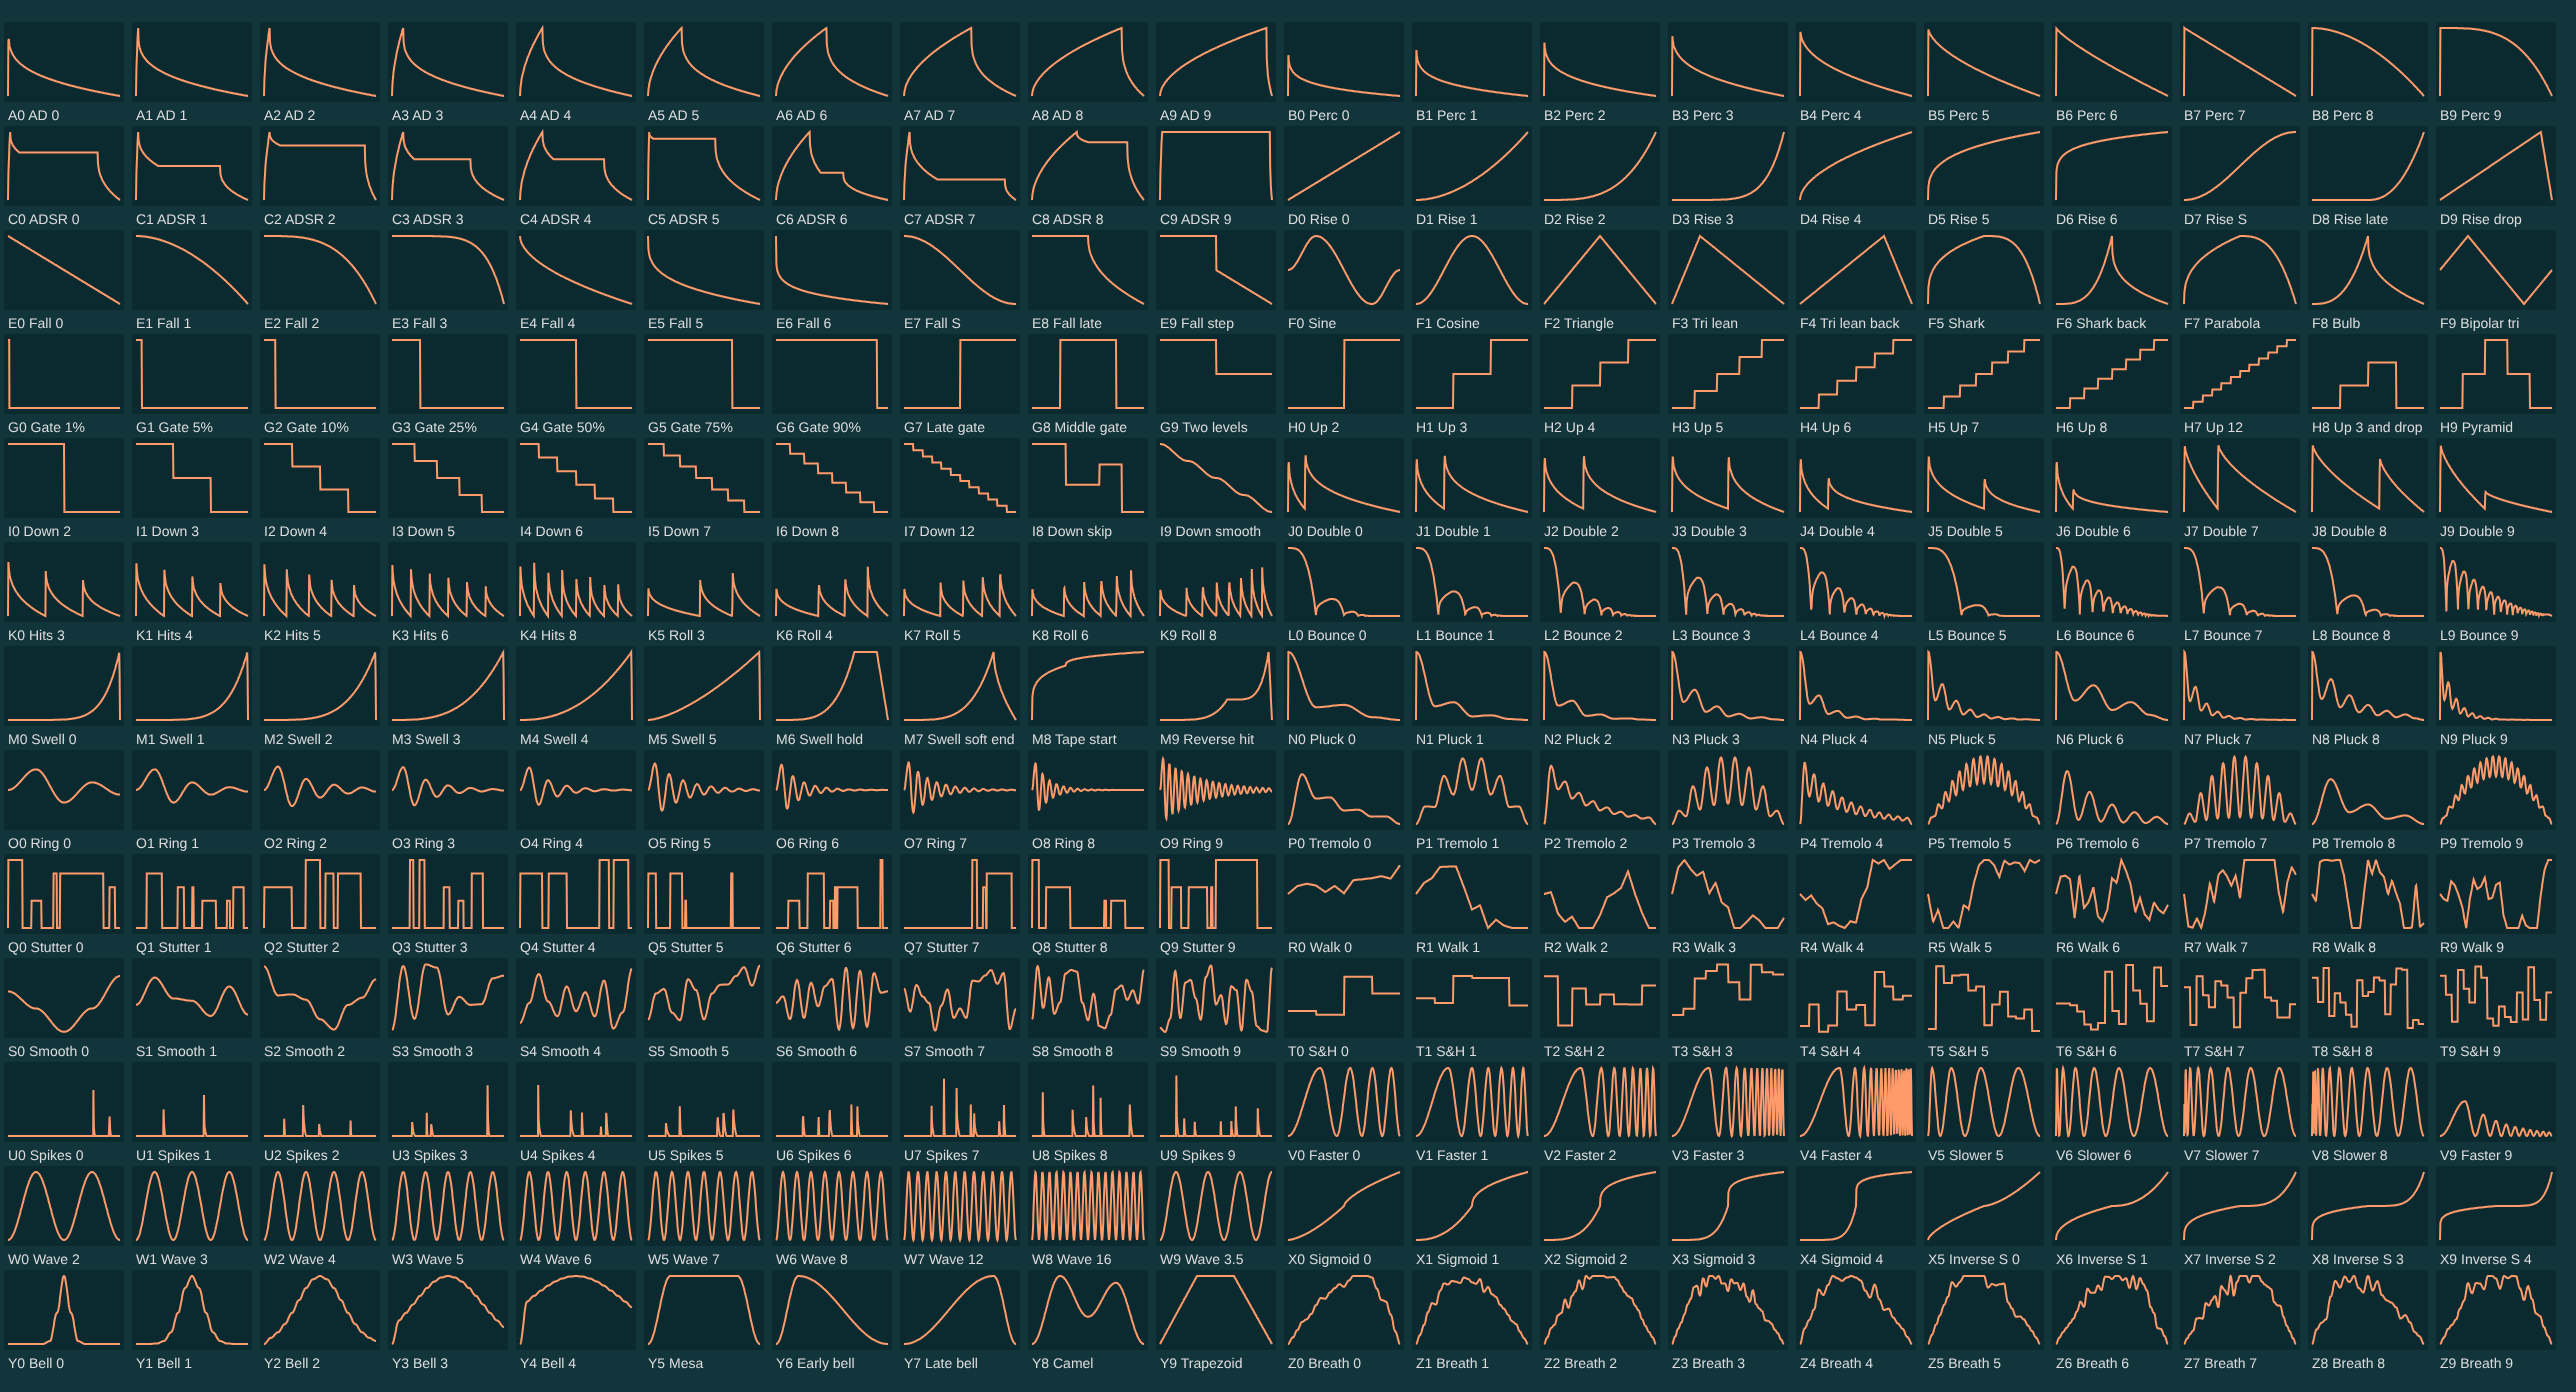 A0 AD 0 A1 AD 1 A2 AD 2 A3 AD 3 A4 AD 4 A5 AD 5 A6 AD 6 A7 AD 7 A8 AD 8 A9 AD 9 B0 Perc 0 B1 Perc 1 B2 Perc 2 B3 Perc 3 B4 Perc 4 B5 Perc 5 B6 Perc 6 B7 Perc 7 B8 Perc 8 B9 Perc 9
C0 ADSR 0 C1 ADSR 1 C2 ADSR 2 C3 ADSR 3 C4 ADSR 4 C5 ADSR 5 C6 ADSR 6 C7 ADSR 7 C8 ADSR 8 C9 ADSR 9 D0 Rise 0 D1 Rise 1 D2 Rise 2 D3 Rise 3 D4 Rise 4 D5 Rise 5 D6 Rise 6 D7 Rise S D8 Rise late D9 Rise drop
E0 Fall 0 E1 Fall 1 E2 Fall 2 E3 Fall 3 E4 Fall 4 E5 Fall 5 E6 Fall 6 E7 Fall S E8 Fall late E9 Fall step F0 Sine F1 Cosine F2 Triangle F3 Tri lean F4 Tri lean back F5 Shark F6 Shark back F7 Parabola F8 Bulb F9 Bipolar tri
G0 Gate 1% G1 Gate 5% G2 Gate 10% G3 Gate 25% G4 Gate 50% G5 Gate 75% G6 Gate 90% G7 Late gate G8 Middle gate G9 Two levels H0 Up 2 H1 Up 3 H2 Up 4 H3 Up 5 H4 Up 6 H5 Up 7 H6 Up 8 H7 Up 12 H8 Up 3 and drop H9 Pyramid
I0 Down 2 I1 Down 3 I2 Down 4 I3 Down 5 I4 Down 6 I5 Down 7 I6 Down 8 I7 Down 12 I8 Down skip I9 Down smooth J0 Double 0 J1 Double 1 J2 Double 2 J3 Double 3 J4 Double 4 J5 Double 5 J6 Double 6 J7 Double 7 J8 Double 8 J9 Double 9
K0 Hits 3 K1 Hits 4 K2 Hits 5 K3 Hits 6 K4 Hits 8 K5 Roll 3 K6 Roll 4 K7 Roll 5 K8 Roll 6 K9 Roll 8 L0 Bounce 0 L1 Bounce 1 L2 Bounce 2 L3 Bounce 3 L4 Bounce 4 L5 Bounce 5 L6 Bounce 6 L7 Bounce 7 L8 Bounce 8 L9 Bounce 9
M0 Swell 0 M1 Swell 1 M2 Swell 2 M3 Swell 3 M4 Swell 4 M5 Swell 5 M6 Swell hold M7 Swell soft end M8 Tape start M9 Reverse hit N0 Pluck 0 N1 Pluck 1 N2 Pluck 2 N3 Pluck 3 N4 Pluck 4 N5 Pluck 5 N6 Pluck 6 N7 Pluck 7 N8 Pluck 8 N9 Pluck 9
O0 Ring 0 O1 Ring 1 O2 Ring 2 O3 Ring 3 O4 Ring 4 O5 Ring 5 O6 Ring 6 O7 Ring 7 O8 Ring 8 O9 Ring 9 P0 Tremolo 0 P1 Tremolo 1 P2 Tremolo 2 P3 Tremolo 3 P4 Tremolo 4 P5 Tremolo 5 P6 Tremolo 6 P7 Tremolo 7 P8 Tremolo 8 P9 Tremolo 9
Q0 Stutter 0 Q1 Stutter 1 Q2 Stutter 2 Q3 Stutter 3 Q4 Stutter 4 Q5 Stutter 5 Q6 Stutter 6 Q7 Stutter 7 Q8 Stutter 8 Q9 Stutter 9 R0 Walk 0 R1 Walk 1 R2 Walk 2 R3 Walk 3 R4 Walk 4 R5 Walk 5 R6 Walk 6 R7 Walk 7 R8 Walk 8 R9 Walk 9
S0 Smooth 0 S1 Smooth 1 S2 Smooth 2 S3 Smooth 3 S4 Smooth 4 S5 Smooth 5 S6 Smooth 6 S7 Smooth 7 S8 Smooth 8 S9 Smooth 9 T0 S&H 0 T1 S&H 1 T2 S&H 2 T3 S&H 3 T4 S&H 4 T5 S&H 5 T6 S&H 6 T7 S&H 7 T8 S&H 8 T9 S&H 9
U0 Spikes 0 U1 Spikes 1 U2 Spikes 2 U3 Spikes 3 U4 Spikes 4 U5 Spikes 5 U6 Spikes 6 U7 Spikes 7 U8 Spikes 8 U9 Spikes 9 V0 Faster 0 V1 Faster 1 V2 Faster 2 V3 Faster 3 V4 Faster 4 V5 Slower 5 V6 Slower 6 V7 Slower 7 V8 Slower 8 V9 Faster 9
W0 Wave 2 W1 Wave 3 W2 Wave 4 W3 Wave 5 W4 Wave 6 W5 Wave 7 W6 Wave 8 W7 Wave 12 W8 Wave 16 W9 Wave 3.5 X0 Sigmoid 0 X1 Sigmoid 1 X2 Sigmoid 2 X3 Sigmoid 3 X4 Sigmoid 4 X5 Inverse S 0 X6 Inverse S 1 X7 Inverse S 2 X8 Inverse S 3 X9 Inverse S 4
Y0 Bell 0 Y1 Bell 1 Y2 Bell 2 Y3 Bell 3 Y4 Bell 4 Y5 Mesa Y6 Early bell Y7 Late bell Y8 Camel Y9 Trapezoid Z0 Breath 0 Z1 Breath 1 Z2 Breath 2 Z3 Breath 3 Z4 Breath 4 Z5 Breath 5 Z6 Breath 6 Z7 Breath 7 Z8 Breath 8 Z9 Breath 9